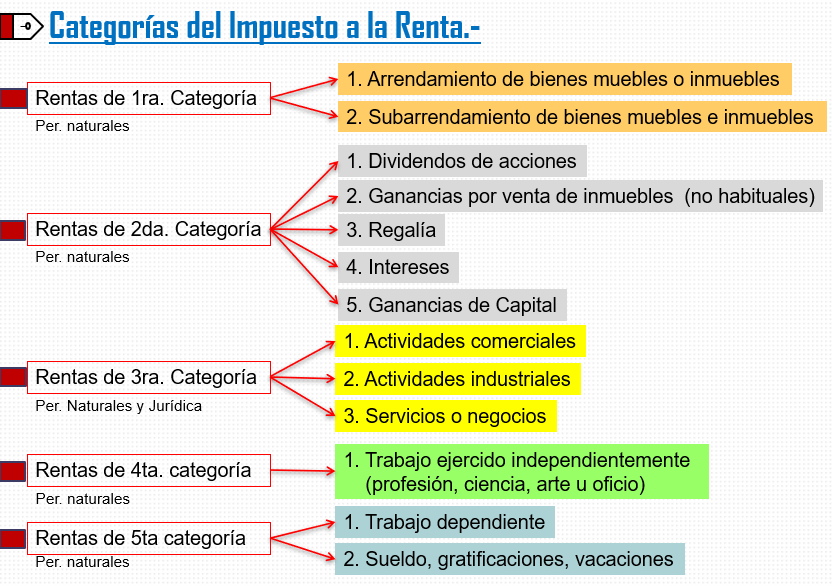 Categorías del Impuesto a la Renta.-
Rentas de 1ra. Categoría
Per. naturales
1. Arrendamiento de bienes muebles o inmuebles
2. Subarrendamiento de bienes muebles e inmuebles
Rentas de 2da. Categoría
Per. naturales
1. Dividendos de acciones
2. Ganancias por venta de inmuebles (no habituales)
3. Regalía
4. Intereses
5. Ganancias de Capital
Rentas de 3ra. Categoría
Per. Naturales y Jurídica
1. Actividades comerciales
2. Actividades industriales
3. Servicios o negocios
Rentas de 4ta. categoría
Per. naturales
1. Trabajo ejercido independientemente
(profesión, ciencia, arte u oficio)
Rentas de 5ta categoría
Per. naturales
1. Trabajo dependiente
2. Sueldo, gratificaciones, vacaciones